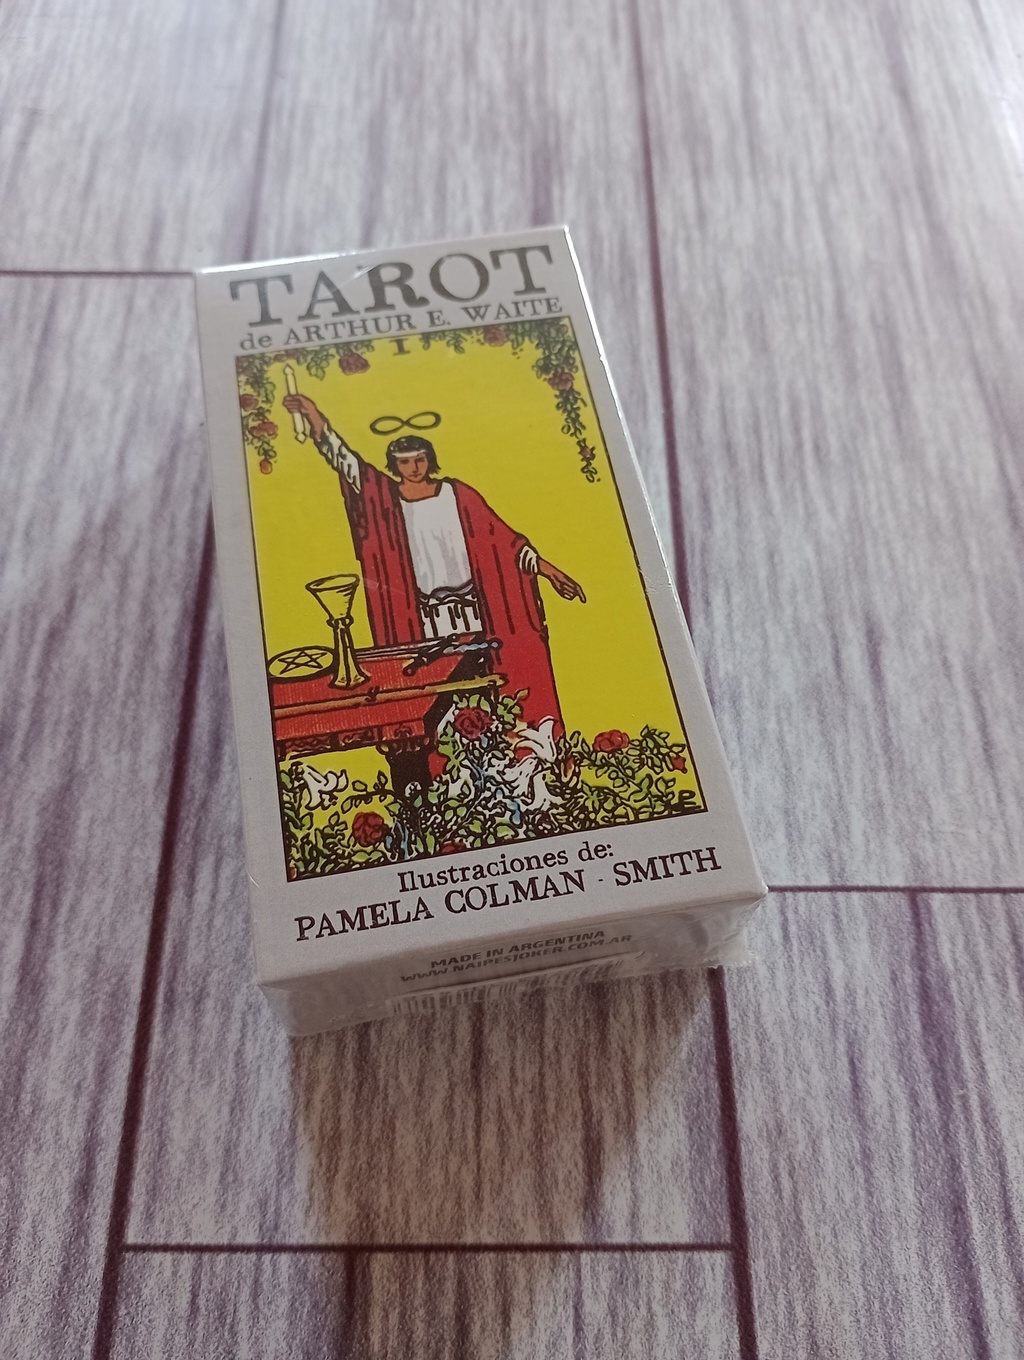 TAROT
de ARTHUR E. WAITE
I
Ilustraciones de:
PAMELA COLMAN - SMITH
MADE IN ARGENTINA
WWW.NAIPESJOKER.COM.AR